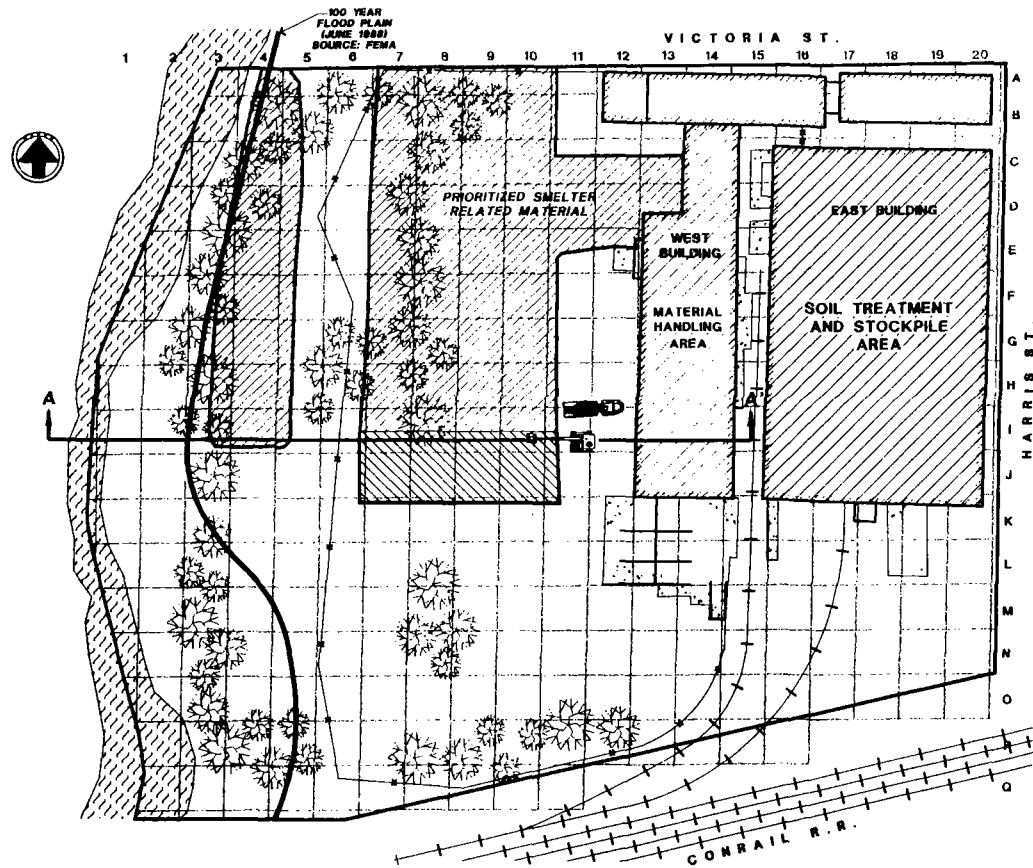 100 YEAR
FLOOD PLAIN
(JUNE 1988)
SOURCE: FEMA
VICTORIA ST.
1 2 3 4 5 6 7 8 9 10 11 12 13 14 15 16 17 18 19 20
A
B
C
D
E
F
G
H
I
J
K
L
M
N
O
P
Q
HARRIS ST
PRIORITIZED SMELTER
RELATED MATERIAL
WEST
BUILDING
MATERIAL
HANDLING
AREA
EAST BUILDING
SOIL TREATMENT
AND STOCKPILE
AREA
A
A'
CONRAIL R.R.